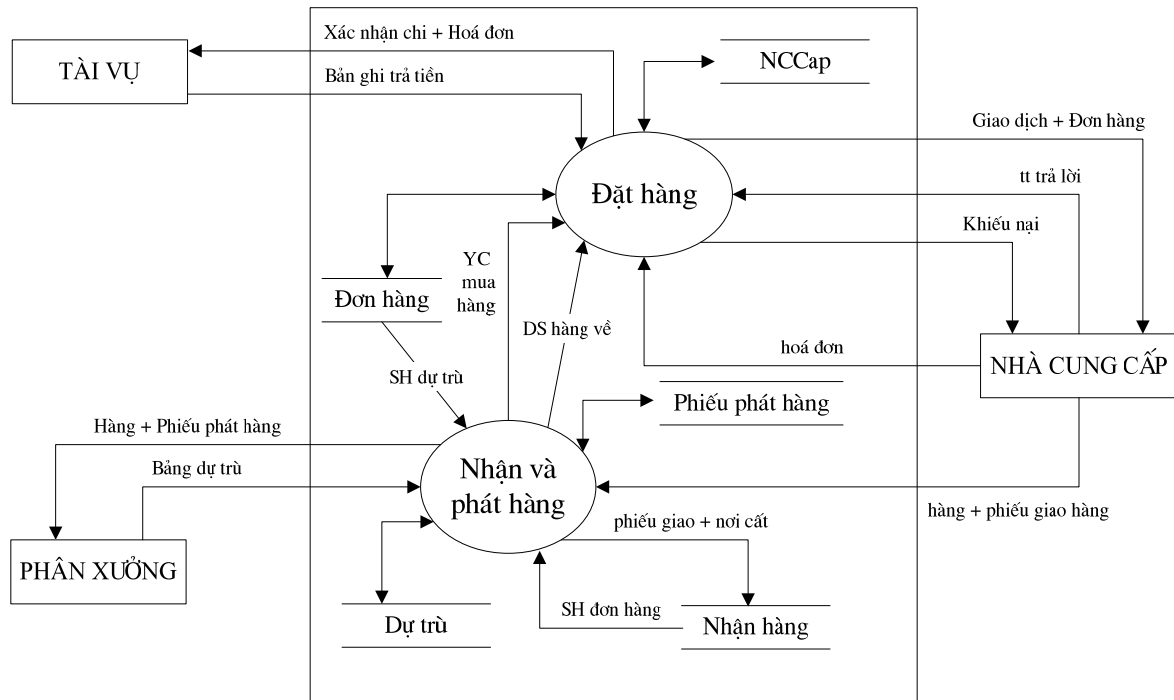 Xác nhận chi + Hoá đơn
TÀI VỤ
NCCap
Bản ghi trả tiền
Giao dịch + Đơn hàng
tt trả lời
Đặt hàng
Khiếu nại
YC
mua
hàng
Đơn hàng
DS hàng về
hoá đơn
NHÀ CUNG CẤP
SH dự trù
Phiếu phát hàng
Hàng + Phiếu phát hàng
Bảng dự trù
Nhận và
phát hàng
hàng + phiếu giao hàng
phiếu giao + nơi cất
PHÂN XƯỞNG
SH đơn hàng
Dự trù
Nhận hàng